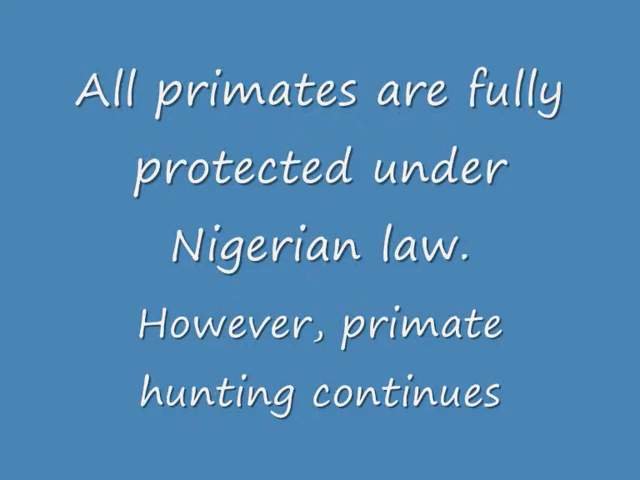 All primates are fully
protected under
Nigerian law.
However, primate
hunting continues